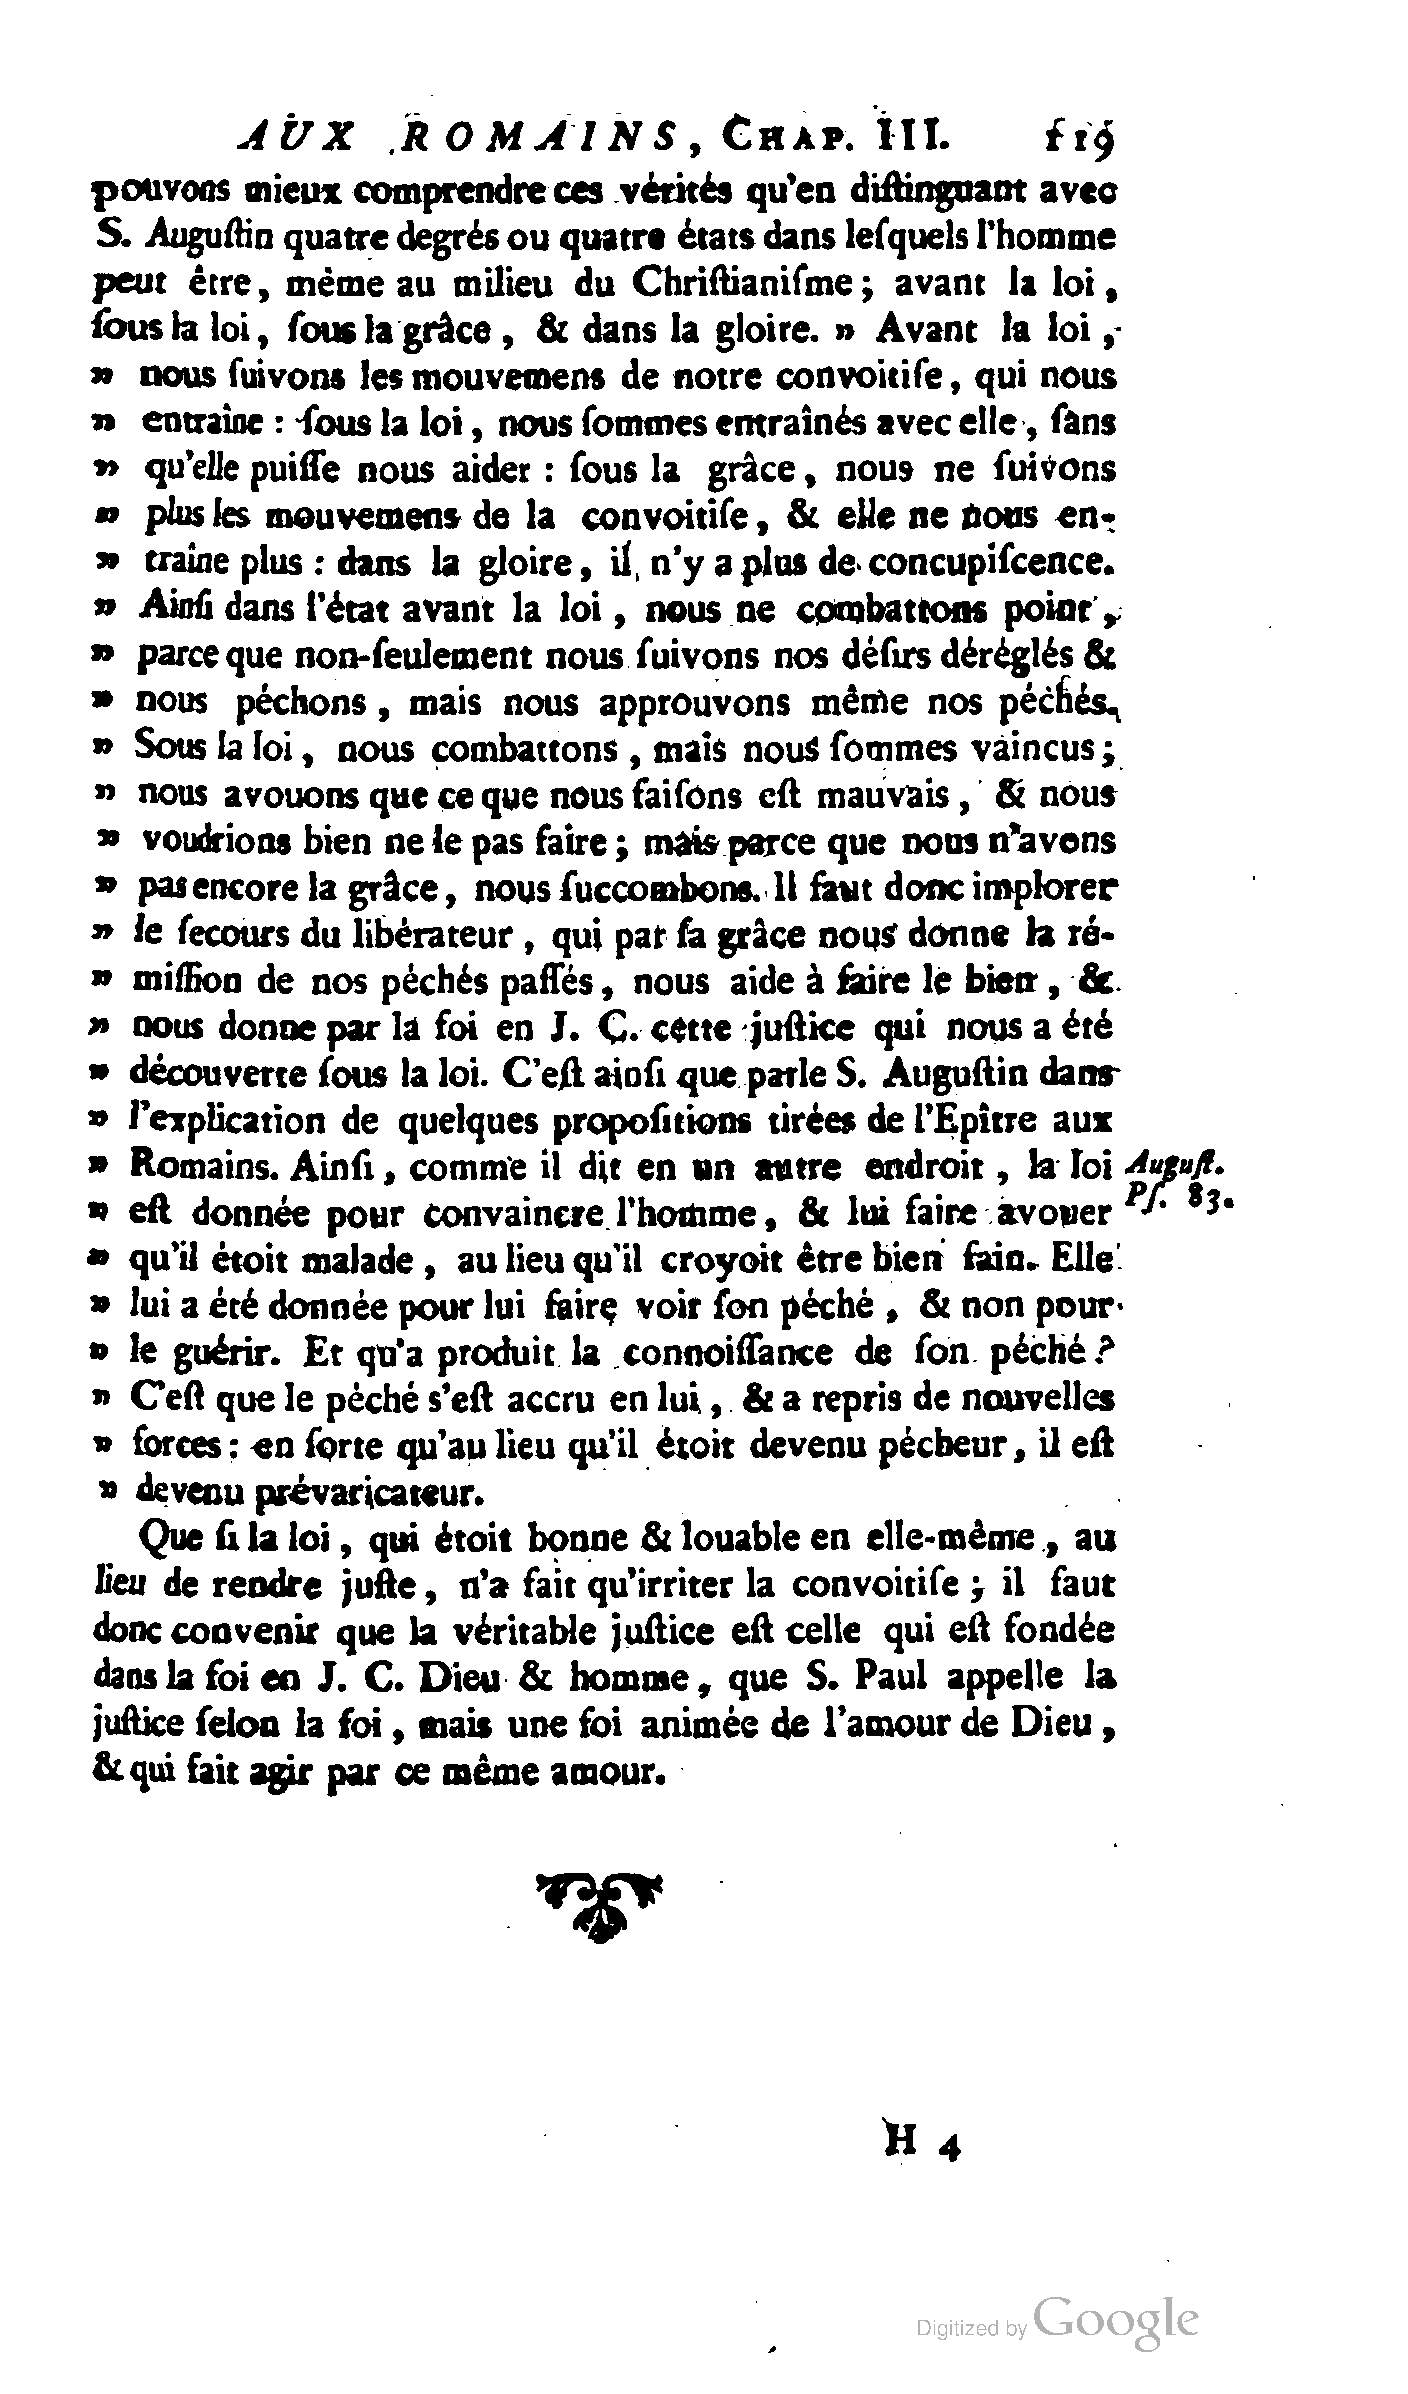 AUX ROMAINS, CHAP. III. 119
pouvons mieux comprendre ces vérités qu'en diſtinguant avec
S. Auguſtin quatre degrés ou quatre états dans leſquels l'homme
peut être, même au milieu du Chriſtianiſme; avant la loi,
ſous la loi, ſous la grâce, & dans la gloire. » Avant la loi,
» nous ſuivons les mouvemens de notre convoitiſe, qui nous
» entraîne : ſous la loi, nous ſommes entraînés avec elle, ſans
» qu'elle puiſſe nous aider : ſous la grâce, nous ne ſuivons
» plus les mouvemens de la convoitiſe, & elle ne nous en-
» traîne plus : dans la gloire, il n'y a plus de concupiſcence.
» Ainſi dans l'état avant la loi, nous ne combattons point,
» parce que non-ſeulement nous ſuivons nos déſirs déréglés &
» nous péchons, mais nous approuvons même nos péchés.
» Sous la loi, nous combattons, mais nous ſommes vaincus;
» nous avouons que ce que nous faiſons eſt mauvais, & nous
» voudrions bien ne le pas faire; mais parce que nous n'avons
» pas encore la grâce, nous ſuccombons. Il faut donc implorer
» le ſecours du libérateur, qui par ſa grâce nous donne la ré-
» miſſion de nos péchés paſſés, nous aide à faire le bien, &
» nous donne par la foi en J. C. cette juſtice qui nous a été
» découverte ſous la loi. C'eſt ainſi que parle S. Auguſtin dans
» l'explication de quelques propoſitions tirées de l'Epître aux
» Romains. Ainſi, comme il dit en un autre endroit, la loi
Auguſt.
Pſ. 83.
» eſt donnée pour convaincre l'homme, & lui faire avouer
» qu'il étoit malade, au lieu qu'il croyoit être bien ſain. Elle
» lui a été donnée pour lui faire voir ſon péché, & non pour
» le guérir. Et qu'a produit la connoiſſance de ſon péché?
» C'eſt que le péché s'eſt accru en lui, & a repris de nouvelles
» forces : en ſorte qu'au lieu qu'il étoit devenu pécheur, il eſt
» devenu prévaricateur.
Que ſi la loi, qui étoit bonne & louable en elle-même, au
lieu de rendre juſte, n'a fait qu'irriter la convoitiſe; il faut
donc convenir que la véritable juſtice eſt celle qui eſt fondée
dans la foi en J. C. Dieu & homme, que S. Paul appelle la
juſtice ſelon la foi, mais une foi animée de l'amour de Dieu,
& qui fait agir par ce même amour.
H 4
Digitized by Google